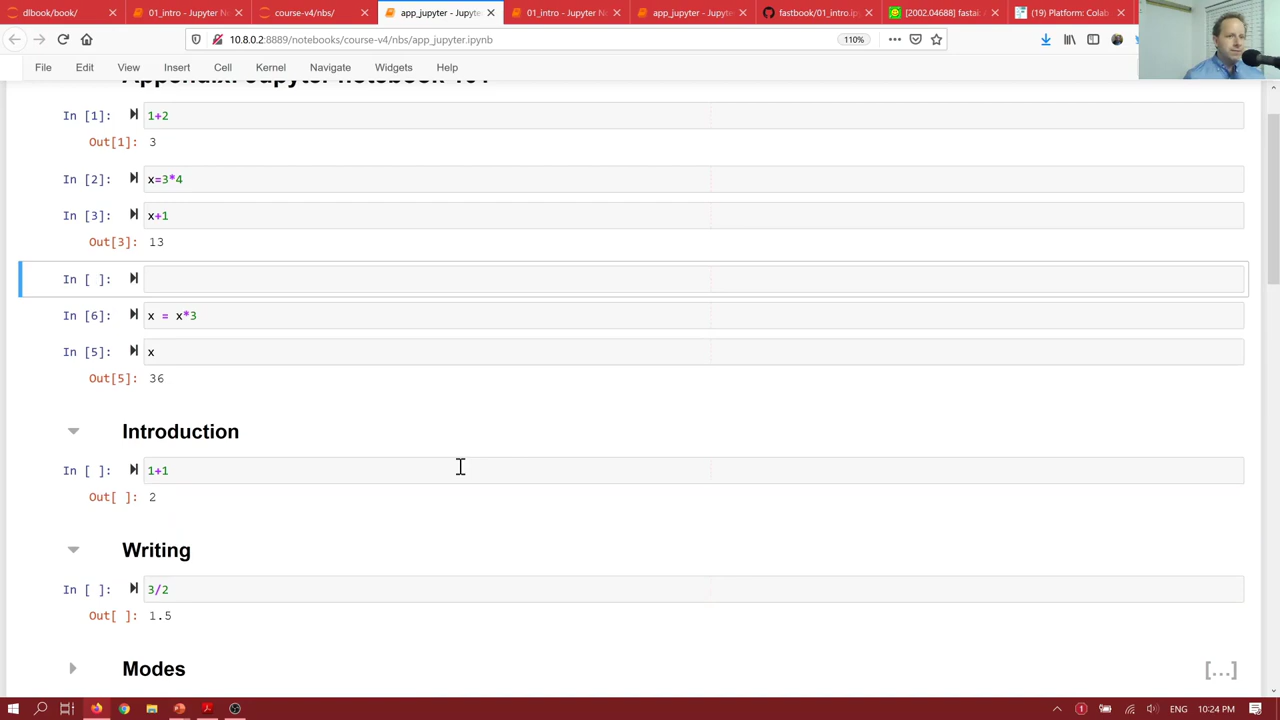 dlbook/book/
01_intro - Jupyter N
course-v4/nbs/
app_jupyter - Jupyte
01_intro - Jupyter N
app_jupyter - Jupyte
fastbook/01_intro.ip
[2002.04688] fastai:
(19) Platform: Colab
10.8.0.2:8889/notebooks/course-v4/nbs/app_jupyter.ipynb
110%
File Edit View Insert Cell Kernel Navigate Widgets Help
Appendix: Jupyter notebook 101
In [1]: 1+2
Out[1]: 3
In [2]: x=3*4
In [3]: x+1
Out[3]: 13
In [ ]:
In [6]: x = x*3
In [5]: x
Out[5]: 36
Introduction
In [ ]: 1+1
Out[ ]: 2
Writing
In [ ]: 3/2
Out[ ]: 1.5
Modes
[...]
ENG
10:24 PM